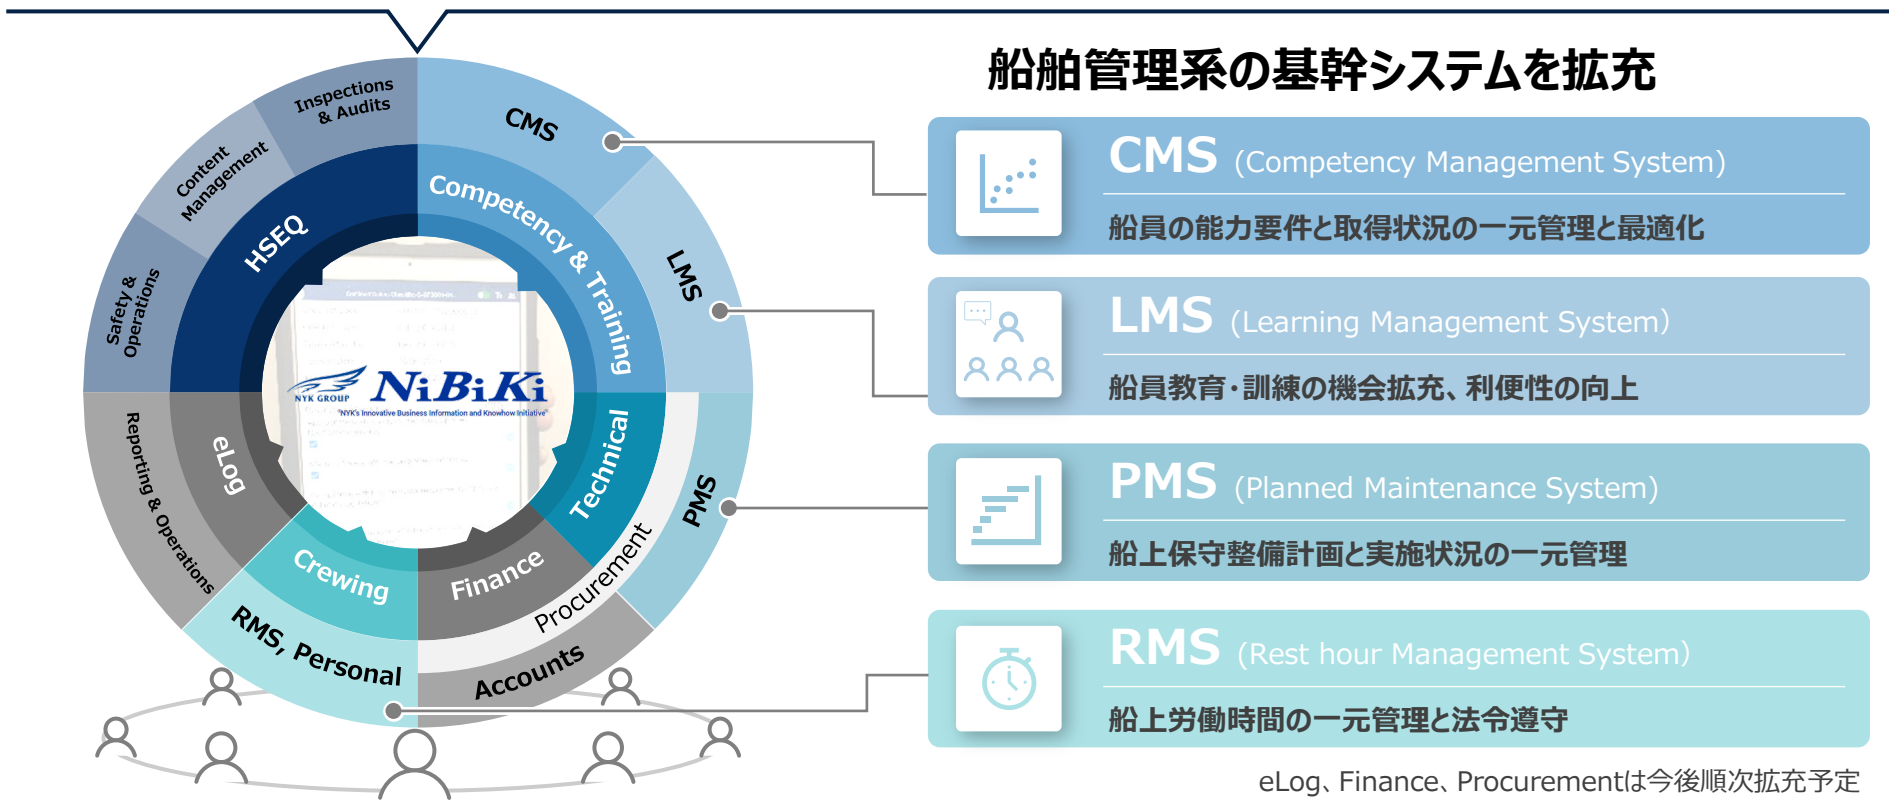 船舶管理系の基幹システムを拡充
Inspections
& Audits
Content
Management
Safety &
Operations
HSEQ
CMS
Competency & Training
LMS
Technical
PMS
Procurement
Finance
Accounts
Crewing
RMS, Personal
eLog
Reporting & Operations
NYK GROUP
NiBiKi
"NYK's Innovative Business Information and Knowhow Initiative"
CMS (Competency Management System)
船員の能力要件と取得状況の一元管理と最適化
LMS (Learning Management System)
船員教育・訓練の機会拡充、利便性の向上
PMS (Planned Maintenance System)
船上保守整備計画と実施状況の一元管理
RMS (Rest hour Management System)
船上労働時間の一元管理と法令遵守
eLog、Finance、Procurementは今後順次拡充予定